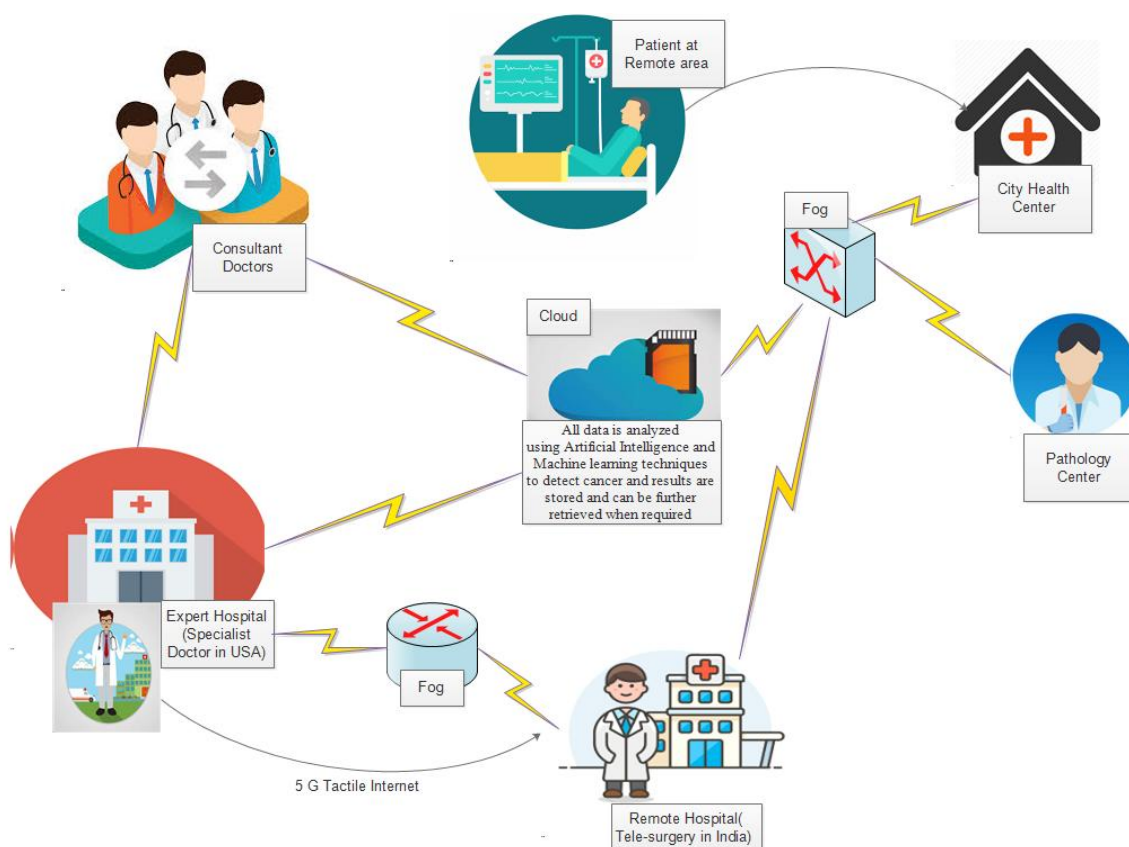 Patient at
Remote area
City Health
Center
Fog
Consultant
Doctors
Cloud
All data is analyzed
using Artificial Intelligence and
Machine learning techniques
to detect cancer and results are
stored and can be further
retrieved when required
Pathology
Center
Expert Hospital
(Specialist
Doctor in USA)
Fog
5 G Tactile Internet
Remote Hospital(
Tele-surgery in India)